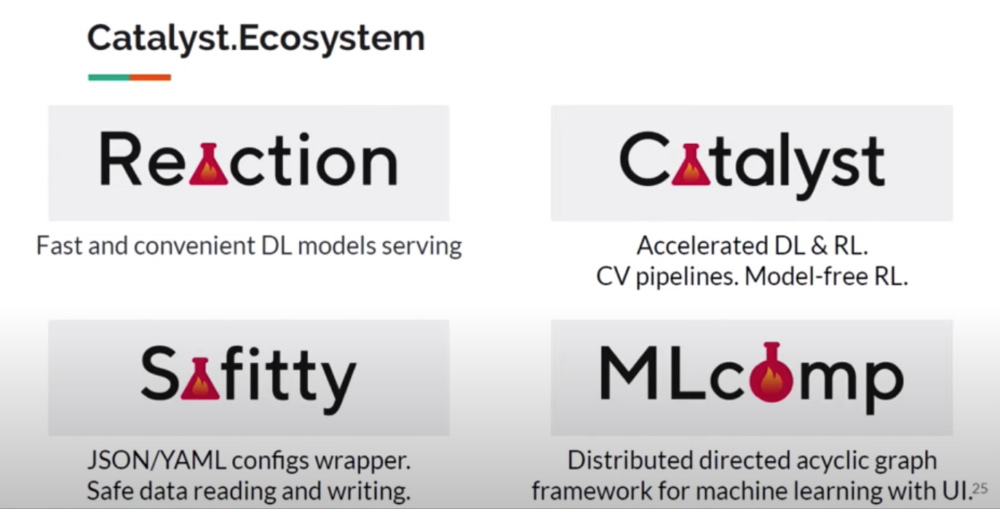 Catalyst.Ecosystem
Reaction
Fast and convenient DL models serving
Catalyst
Accelerated DL & RL.
CV pipelines. Model-free RL.
Safitty
JSON/YAML configs wrapper.
Safe data reading and writing.
MLcomp
Distributed directed acyclic graph
framework for machine learning with UI.
25